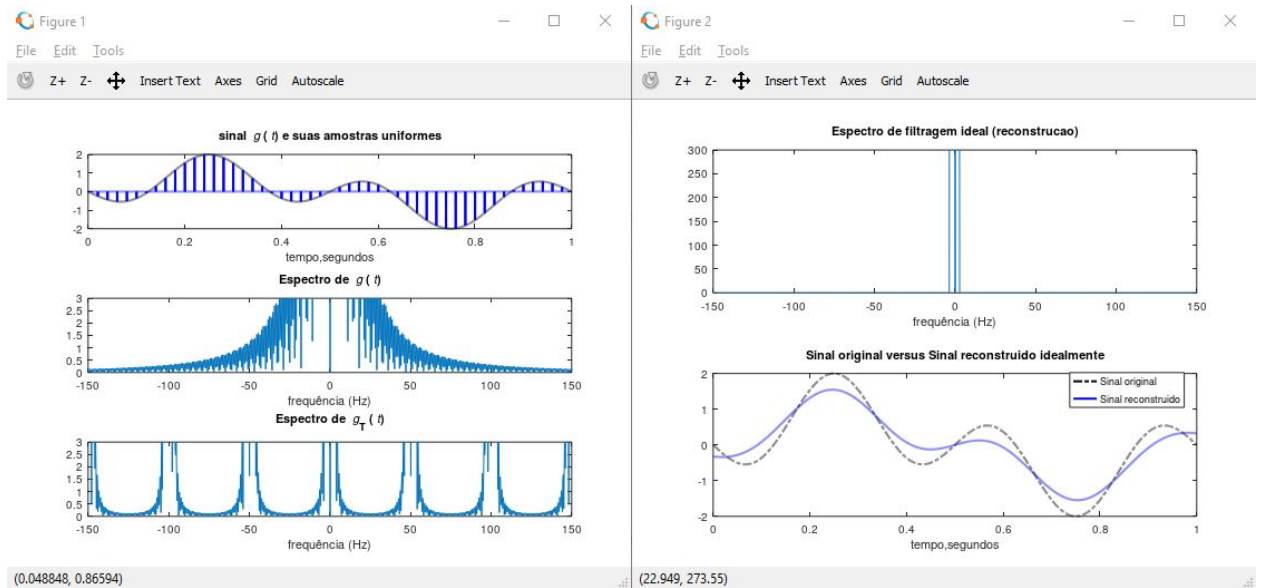 Figure 1
File Edit Tools
Z+ Z- Insert Text Axes Grid Autoscale
sinal g ( t) e suas amostras uniformes
2
1
0
-1
-2
0 0.2 0.4 0.6 0.8 1
tempo,segundos
Espectro de g ( t)
3
2.5
2
1.5
1
0.5
0
-150 -100 -50 0 50 100 150
frequência (Hz)
Espectro de gT ( t)
3
2.5
2
1.5
1
0.5
0
-150 -100 -50 0 50 100 150
frequência (Hz)
(0.048848, 0.86594)
Figure 2
File Edit Tools
Z+ Z- Insert Text Axes Grid Autoscale
Espectro de filtragem ideal (reconstrucao)
300
250
200
150
100
50
0
-150 -100 -50 0 50 100 150
frequência (Hz)
Sinal original versus Sinal reconstruido idealmente
2
1
0
-1
-2
Sinal original
Sinal reconstruido
0 0.2 0.4 0.6 0.8 1
tempo,segundos
(22.949, 273.55)